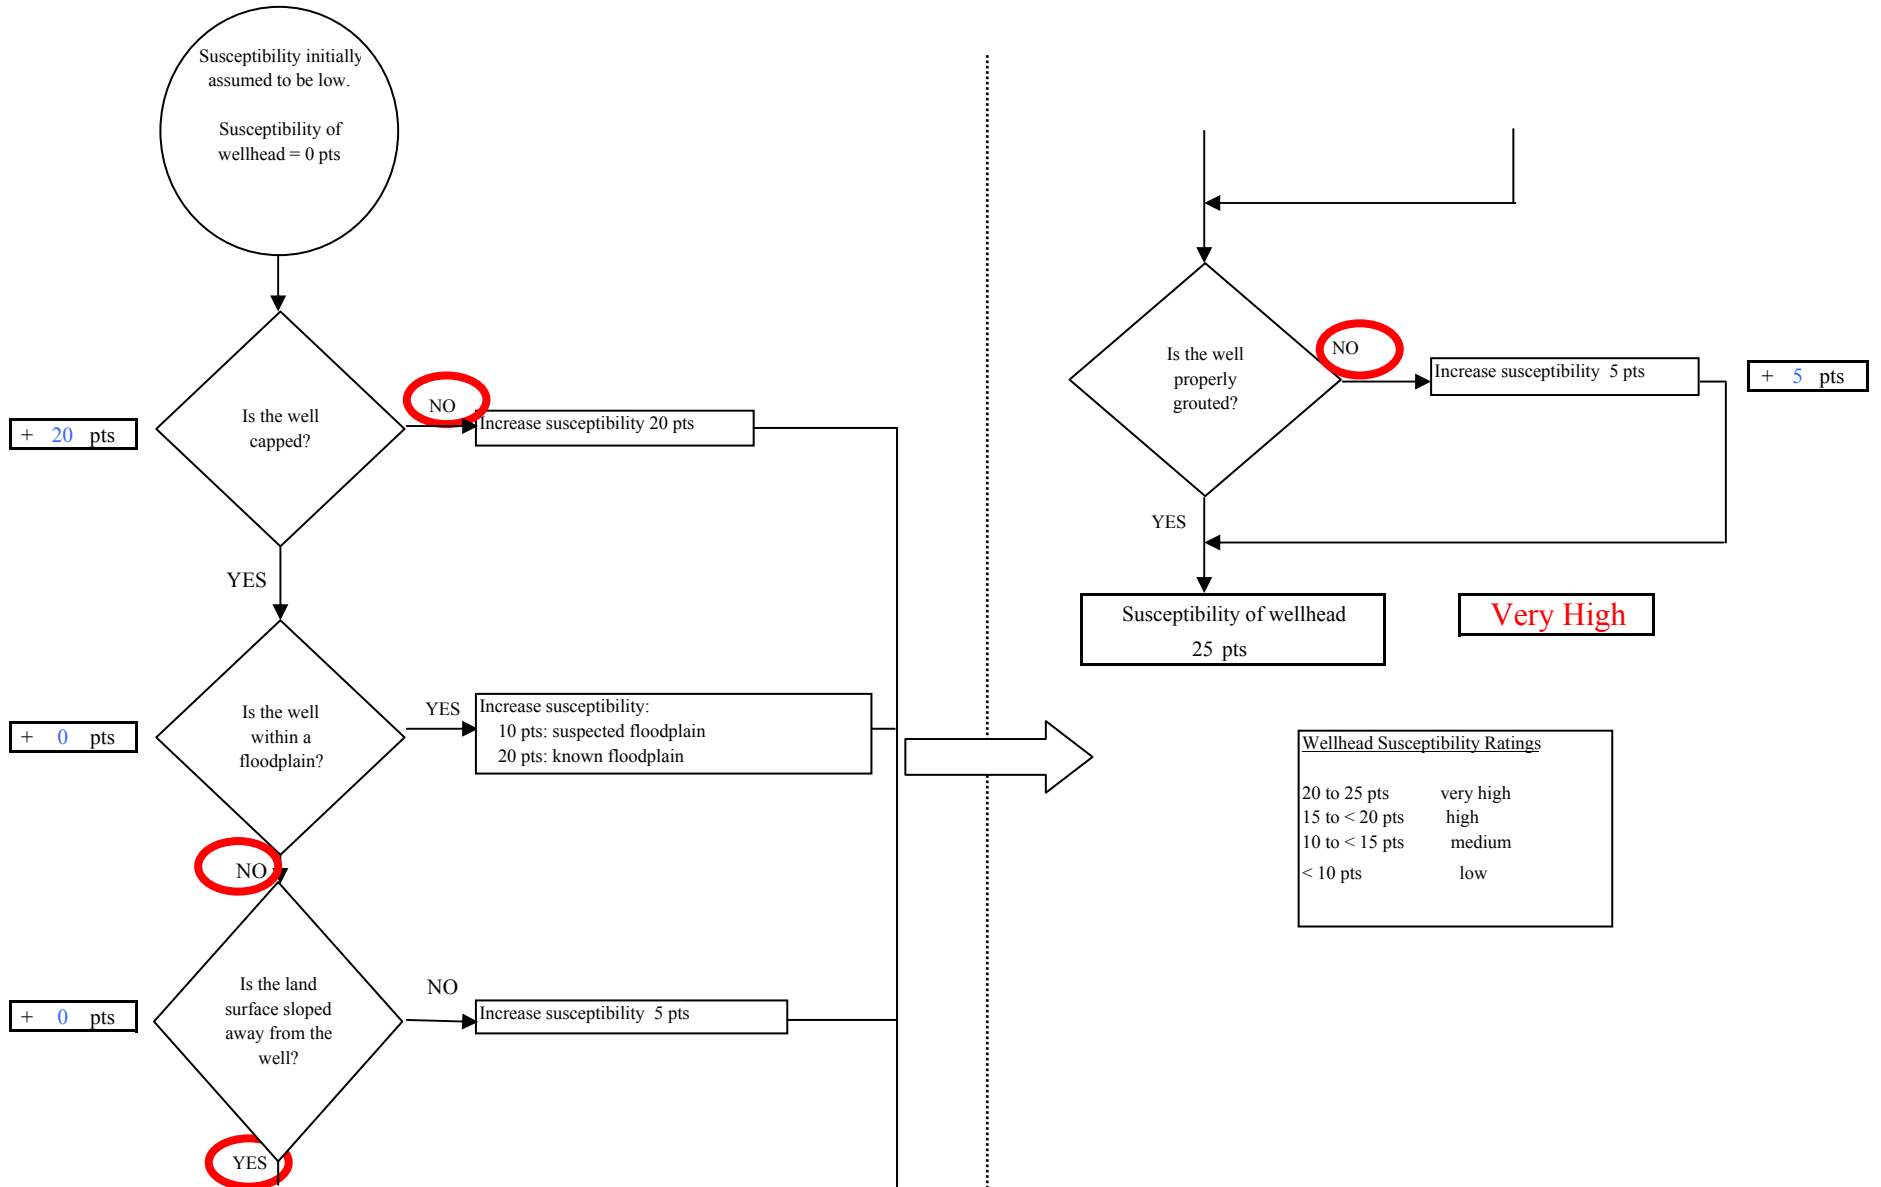 Susceptibility initially
assumed to be low.
Susceptibility of
wellhead = 0 pts
Is the well
capped?
NO
Increase susceptibility 20 pts
+ 20 pts
YES
Is the well
within a
floodplain?
YES
Increase susceptibility:
10 pts: suspected floodplain
20 pts: known floodplain
+ 0 pts
NO
Is the land
surface sloped
away from the
well?
NO
Increase susceptibility 5 pts
+ 0 pts
YES
Is the well
properly
grouted?
NO
Increase susceptibility 5 pts
+ 5 pts
YES
Susceptibility of wellhead
25 pts
Very High
Wellhead Susceptibility Ratings
20 to 25 pts very high
15 to < 20 pts high
10 to < 15 pts medium
< 10 pts low